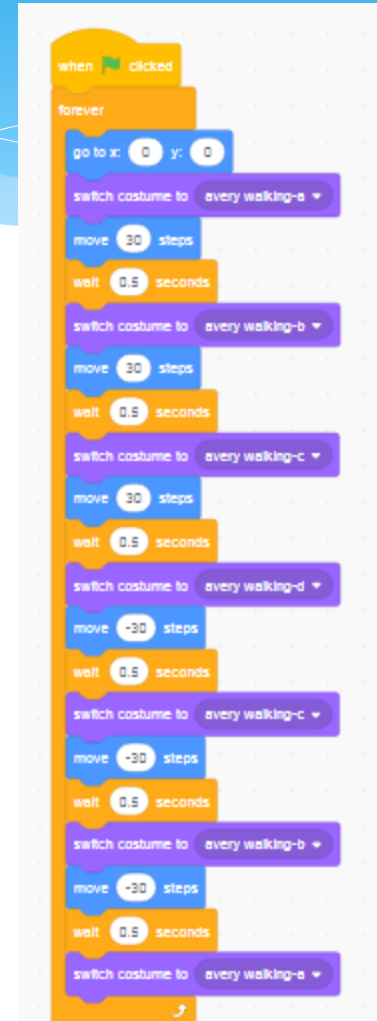 when clicked
forever
go to x: 0 y: 0
switch costume to avery walking-a
move 30 steps
wait 0.5 seconds
switch costume to avery walking-b
move 30 steps
wait 0.5 seconds
switch costume to avery walking-c
move 30 steps
wait 0.5 seconds
switch costume to avery walking-d
move -30 steps
wait 0.5 seconds
switch costume to avery walking-c
move -30 steps
wait 0.5 seconds
switch costume to avery walking-b
move -30 steps
wait 0.5 seconds
switch costume to avery walking-a